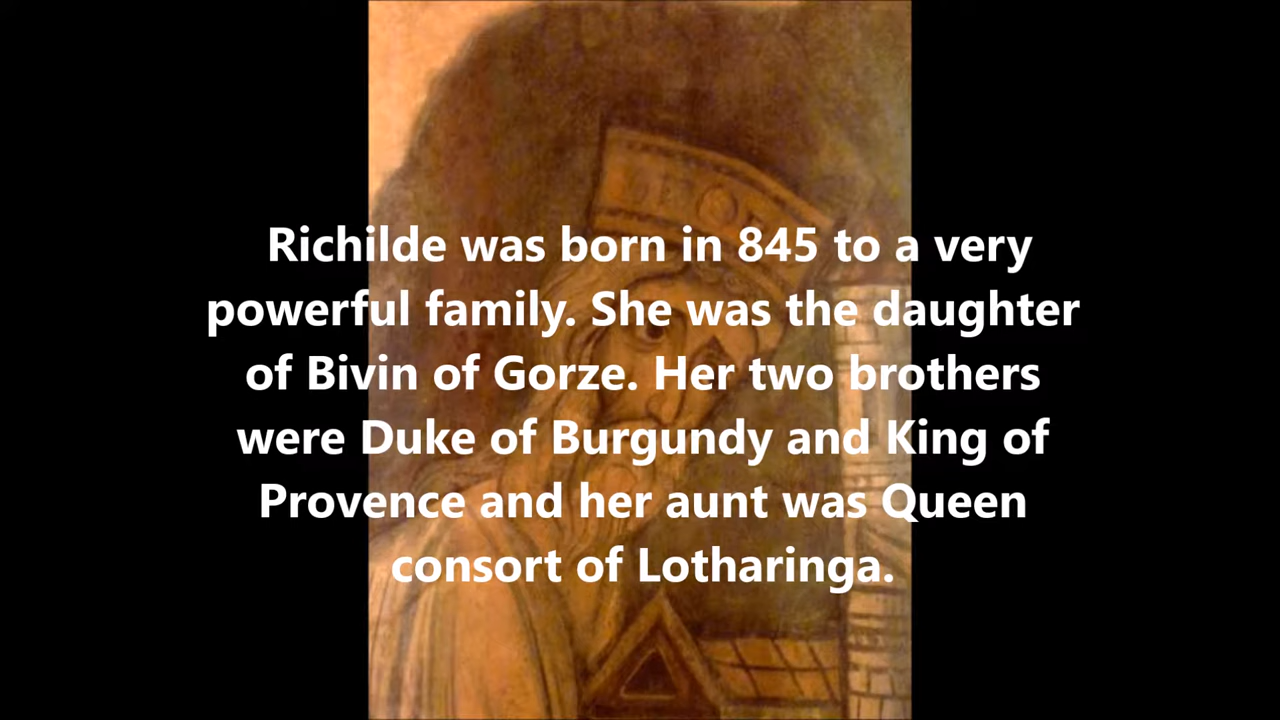 Richilde was born in 845 to a very
powerful family. She was the daughter
of Bivin of Gorze. Her two brothers
were Duke of Burgundy and King of
Provence and her aunt was Queen
consort of Lotharinga.